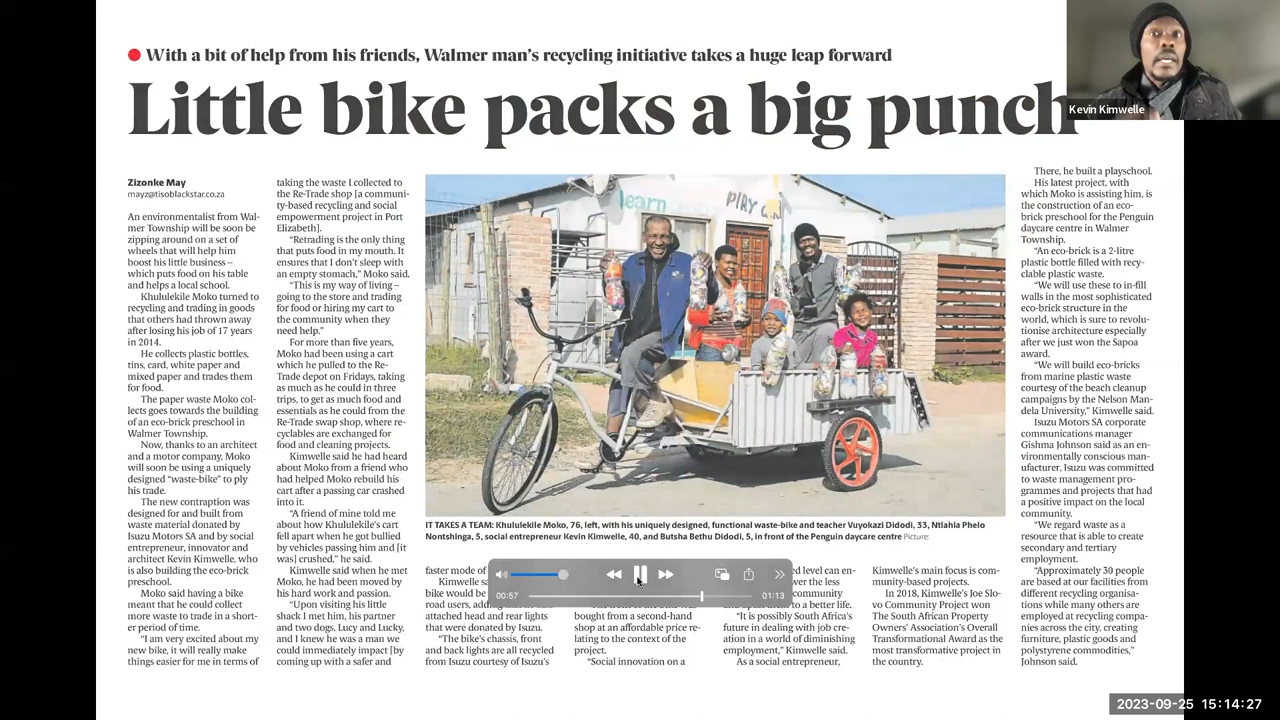 With a bit of help from his friends, Walmer man's recycling initiative takes a huge leap forward
Little bike packs a big punch
Kevin Kimwelle
Zizonke May
mayz@tisoblackstar.co.za
An environmentalist from Wal-
mer Township will be soon be
zipping around on a set of
wheels that will help him
boost his little business –
which puts food on his table
and helps a local school.
Khululekile Moko turned to
recycling and trading in goods
that others had thrown away
after losing his job of 17 years
in 2014.
He collects plastic bottles,
tins, card, white paper and
mixed paper and trades them
for food.
The paper waste Moko col-
lects goes towards the building
of an eco-brick preschool in
Walmer Township.
Now, thanks to an architect
and a motor company, Moko
will soon be using a uniquely
designed "waste-bike" to ply
his trade.
The new contraption was
designed for and built from
waste material donated by
Isuzu Motors SA and by social
entrepreneur, innovator and
architect Kevin Kimwelle, who
is also building the eco-brick
preschool.
Moko said having a bike
meant that he could collect
more waste to trade in a short-
er period of time.
"I am very excited about my
new bike, it will really make
things easier for me in terms of
taking the waste I collected to
the Re-Trade shop [a communi-
ty-based recycling and social
empowerment project in Port
Elizabeth].
"Retrading is the only thing
that puts food in my mouth. It
ensures that I don't sleep with
an empty stomach," Moko said.
"This is my way of living –
going to the store and trading
for food or hiring my cart to
the community when they
need help."
For more than five years,
Moko had been using a cart
which he pulled to the Re-
Trade depot on Fridays, taking
as much as he could in three
trips, to get as much food and
essentials as he could from the
Re-Trade swap shop, where re-
cyclables are exchanged for
food and cleaning projects.
Kimwelle said he had heard
about Moko from a friend who
had helped Moko rebuild his
cart after a passing car crashed
into it.
"A friend of mine told me
about how Khululekile's cart
fell apart when he got bullied
by vehicles passing him and [it
was] crushed," he said.
Kimwelle said when he met
Moko, he had been moved by
his hard work and passion.
"Upon visiting his little
shack I met him, his partner
and two dogs, Lucy and Lucky,
and I knew he was a man we
could immediately impact [by
coming up with a safer and
learn
PlAY
IT TAKES A TEAM: Khululekile Moko, 76, left, with his uniquely designed, functional waste-bike and teacher Vuyokazi Didodi, 33, Ntlahla Phelo
Nontshinga, 5, social entrepreneur Kevin Kimwelle, 40, and Butsha Bethu Didodi, 5, in front of the Penguin daycare centre Picture:
faster mode of
Kimwelle sa
bike would be
road users,
attached head and rear lights
that were donated by Isuzu.
"The bike's chassis, front
and back lights are all recycled
from Isuzu courtesy of Isuzu's
bought from a second-hand
shop at an affordable price re-
lating to the context of the
project.
"Social innovation on a
level can en-
the less
community
to a better life.
"It is possibly South Africa's
future in dealing with job cre-
ation in a world of diminishing
employment," Kimwelle said.
As a social entrepreneur,
Kimwelle's main focus is com-
munity-based projects.
In 2018, Kimwelle's Joe Slo-
vo Community Project won
The South African Property
Owners' Association's Overall
Transformational Award as the
most transformative project in
the country.
There, he built a playschool.
His latest project, with
which Moko is assisting him, is
the construction of an eco-
brick preschool for the Penguin
daycare centre in Walmer
Township.
"An eco-brick is a 2-litre
plastic bottle filled with recy-
clable plastic waste.
"We will use these to in-fill
walls in the most sophisticated
eco-brick structure in the
world, which is sure to revolu-
tionise architecture especially
after we just won the Sapoa
award.
"We will build eco-bricks
from marine plastic waste
courtesy of the beach cleanup
campaigns by the Nelson Man-
dela University," Kimwelle said.
Isuzu Motors SA corporate
communications manager
Gishma Johnson said as an en-
vironmentally conscious man-
ufacturer, Isuzu was committed
to waste management pro-
grammes and projects that had
a positive impact on the local
community.
"We regard waste as a
resource that is able to create
secondary and tertiary
employment.
"Approximately 30 people
are based at our facilities from
different recycling organisa-
tions while many others are
employed at recycling compa-
nies across the city, creating
furniture, plastic goods and
polystyrene commodities,"
Johnson said.
00:57
01:13
2023-09-25 15:14:27